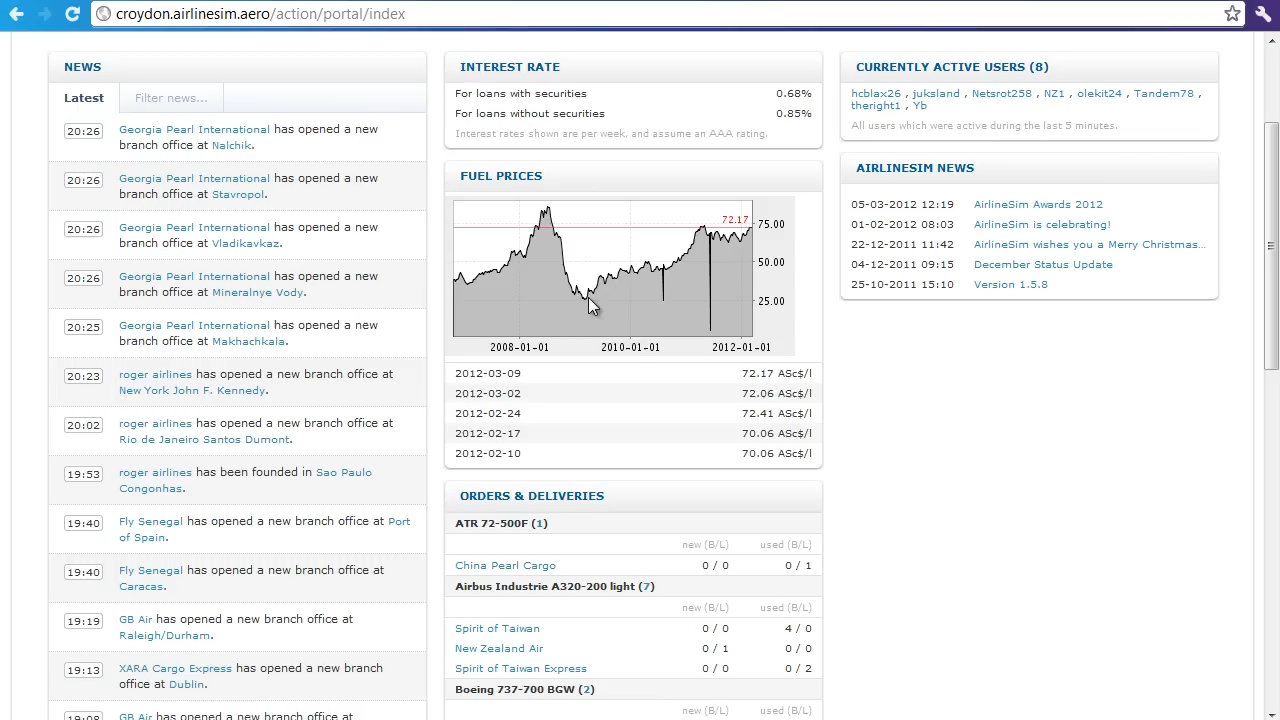 croydon.airlinesim.aero/action/portal/index
NEWS
Latest
Filter news...
20:26
Georgia Pearl International has opened a new
branch office at Nalchik.
20:26
Georgia Pearl International has opened a new
branch office at Stavropol.
20:26
Georgia Pearl International has opened a new
branch office at Vladikavkaz.
20:26
Georgia Pearl International has opened a new
branch office at Mineralnye Vody.
20:25
Georgia Pearl International has opened a new
branch office at Makhachkala.
20:23
roger airlines has opened a new branch office at
New York John F. Kennedy.
20:02
roger airlines has opened a new branch office at
Rio de Janeiro Santos Dumont.
19:53
roger airlines has been founded in Sao Paulo
Congonhas.
19:40
Fly Senegal has opened a new branch office at Port
of Spain.
19:40
Fly Senegal has opened a new branch office at
Caracas.
19:19
GB Air has opened a new branch office at
Raleigh/Durham.
19:13
XARA Cargo Express has opened a new branch
office at Dublin.
19:08
GB Air has opened a new branch office at
INTEREST RATE
For loans with securities 0.68%
For loans without securities 0.85%
Interest rates shown are per week, and assume an AAA rating.
FUEL PRICES
72.17
75.00
50.00
25.00
2008-01-01 2010-01-01 2012-01-01
2012-03-09 72.17 ASc$/l
2012-03-02 72.06 ASc$/l
2012-02-24 72.41 ASc$/l
2012-02-17 70.06 ASc$/l
2012-02-10 70.06 ASc$/l
ORDERS & DELIVERIES
ATR 72-500F (1)
new (B/L) used (B/L)
China Pearl Cargo 0 / 0 0 / 1
Airbus Industrie A320-200 light (7)
new (B/L) used (B/L)
Spirit of Taiwan 0 / 0 4 / 0
New Zealand Air 0 / 1 0 / 0
Spirit of Taiwan Express 0 / 0 0 / 2
Boeing 737-700 BGW (2)
new (B/L) used (B/L)
CURRENTLY ACTIVE USERS (8)
hcblax26 , juksland , Netsrot258 , NZ1 , olekit24 , Tandem78 ,
theright1 , Yb
All users which were active during the last 5 minutes.
AIRLINESIM NEWS
05-03-2012 12:19 AirlineSim Awards 2012
01-02-2012 08:03 AirlineSim is celebrating!
22-12-2011 11:42 AirlineSim wishes you a Merry Christmas...
04-12-2011 09:15 December Status Update
25-10-2011 15:10 Version 1.5.8